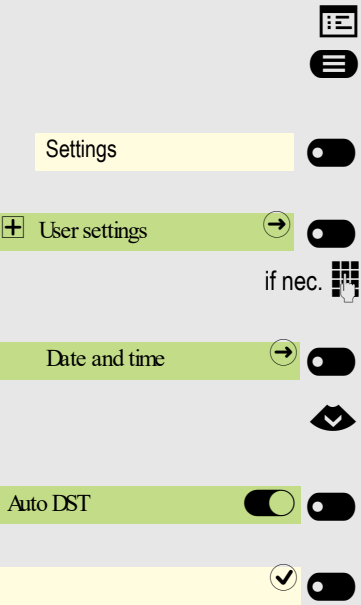 Settings
User settings
if nec.
Date and time
Auto DST